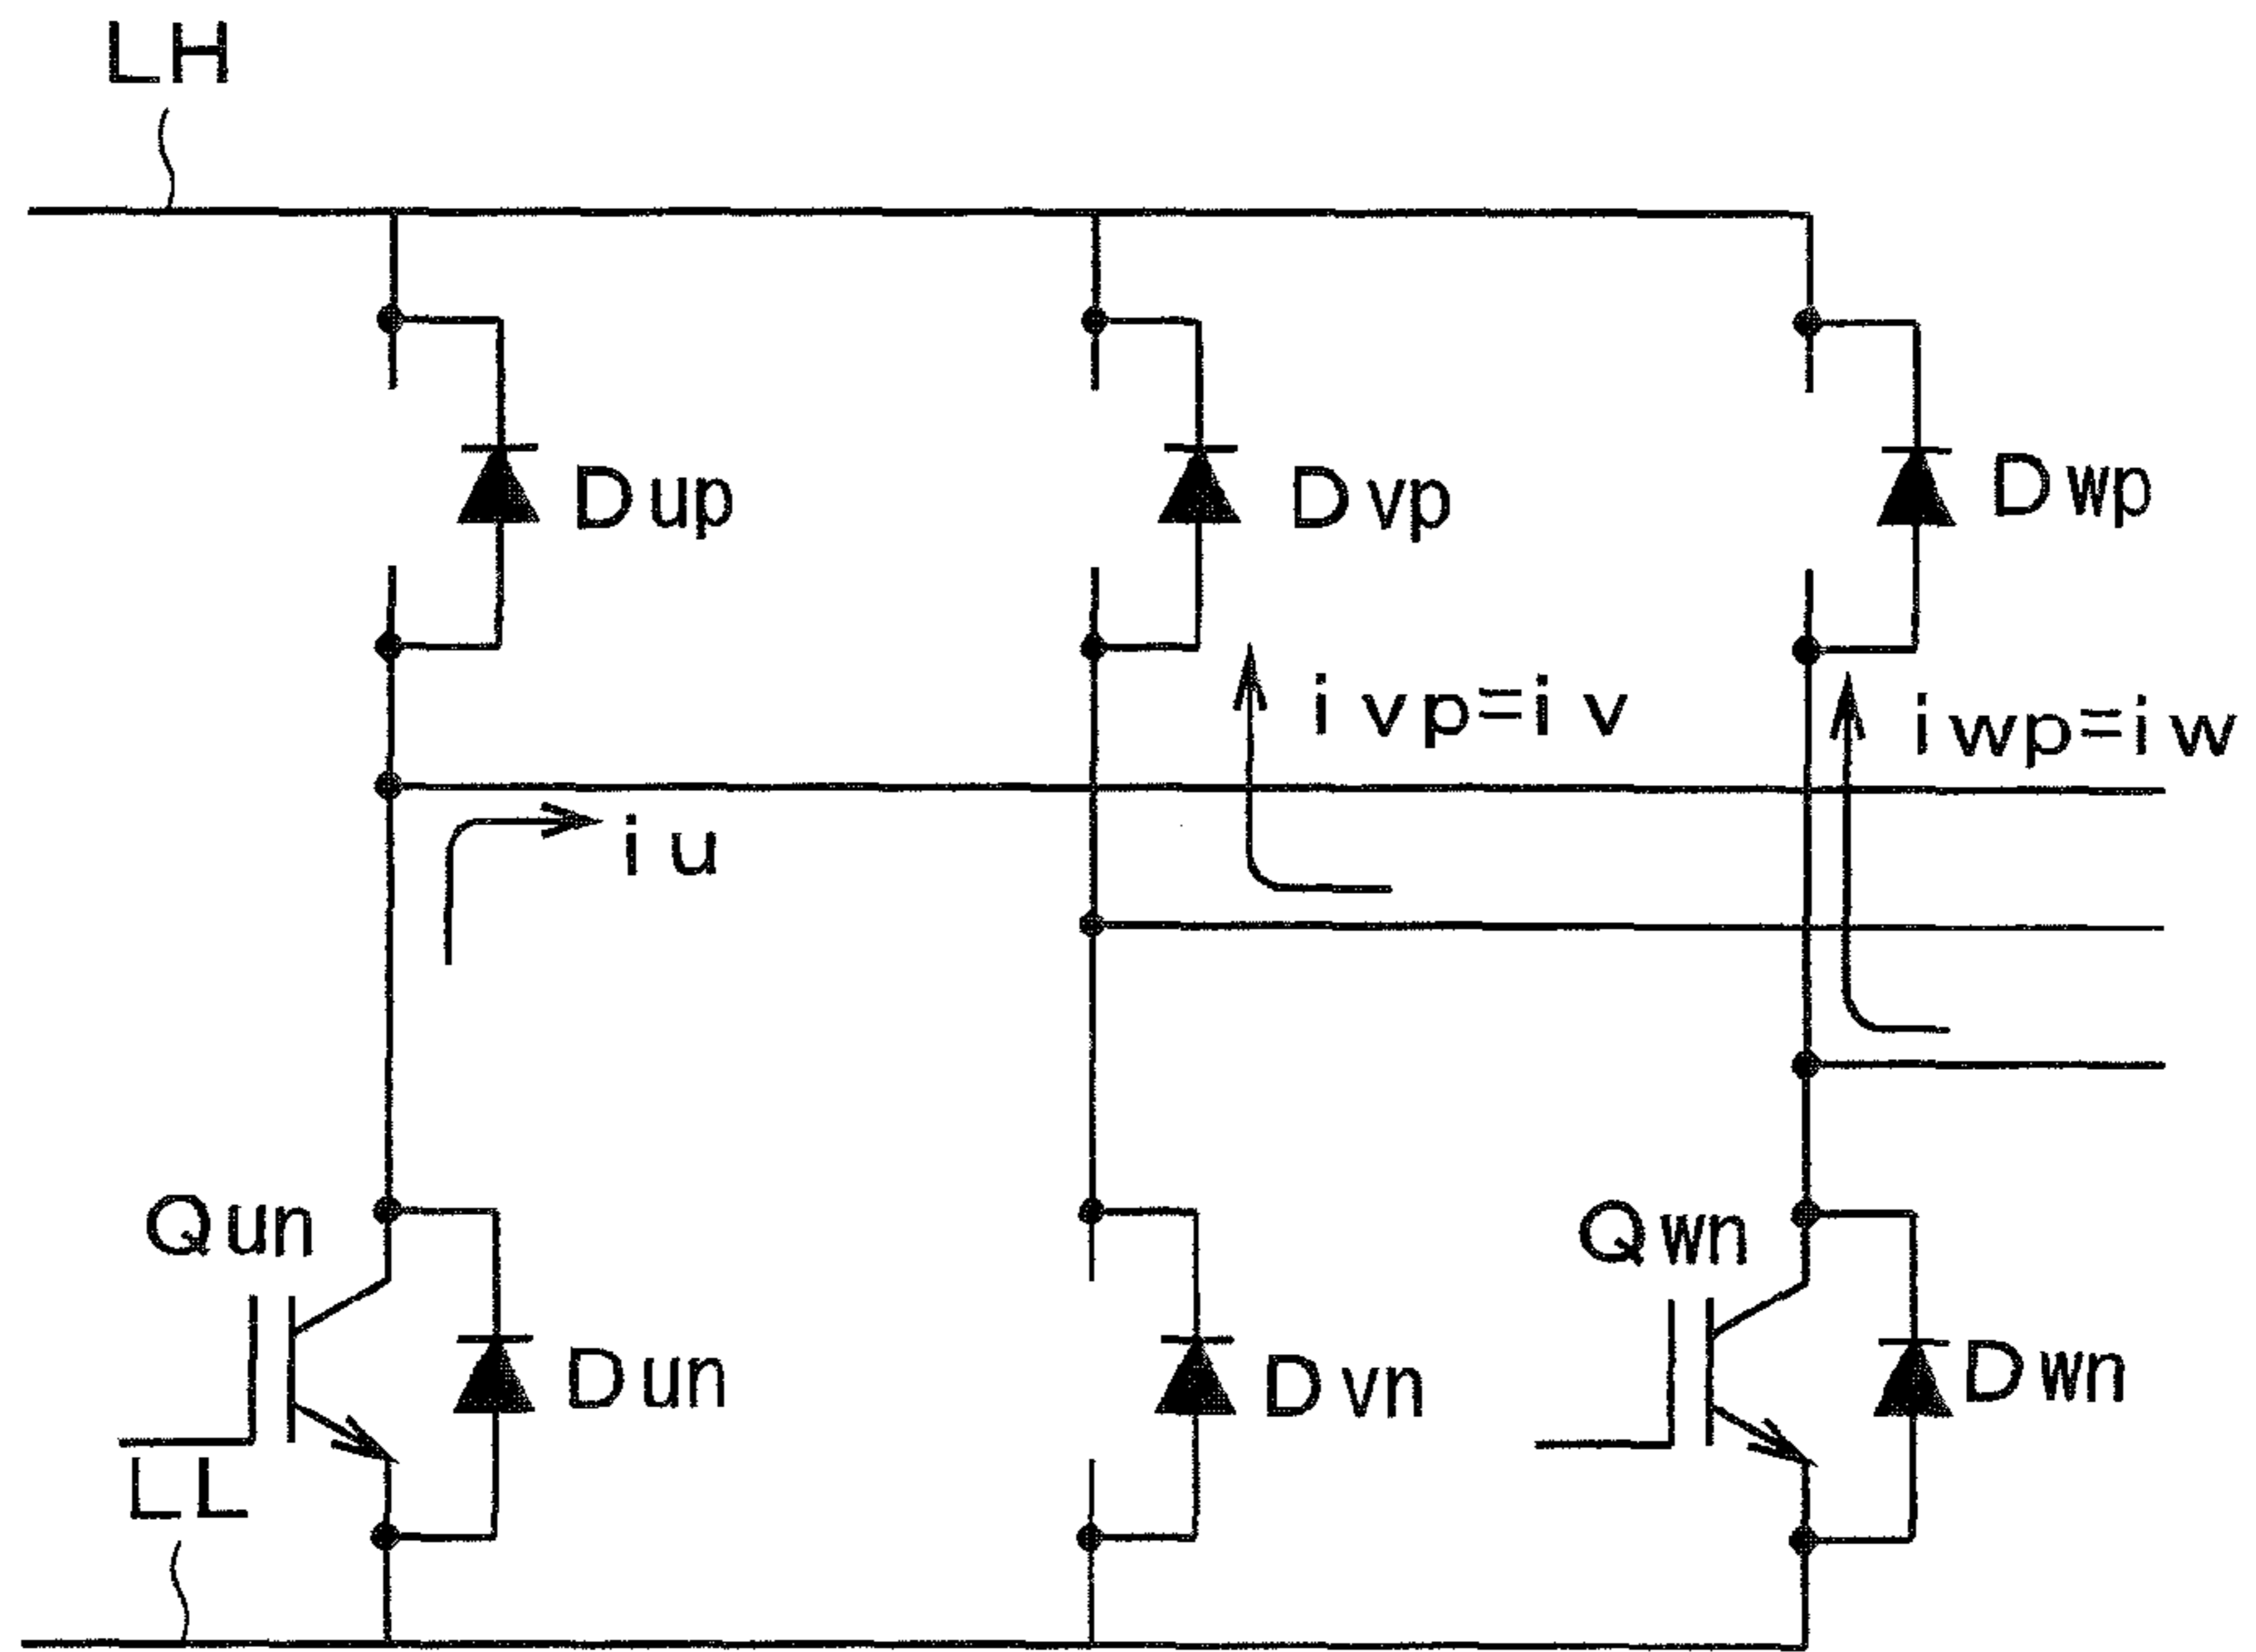 LH
Dup
Dvp
Dwp
ivp=iv
iwp=iw
iu
Qun
Qwn
Dun
Dvn
Dwn
LL